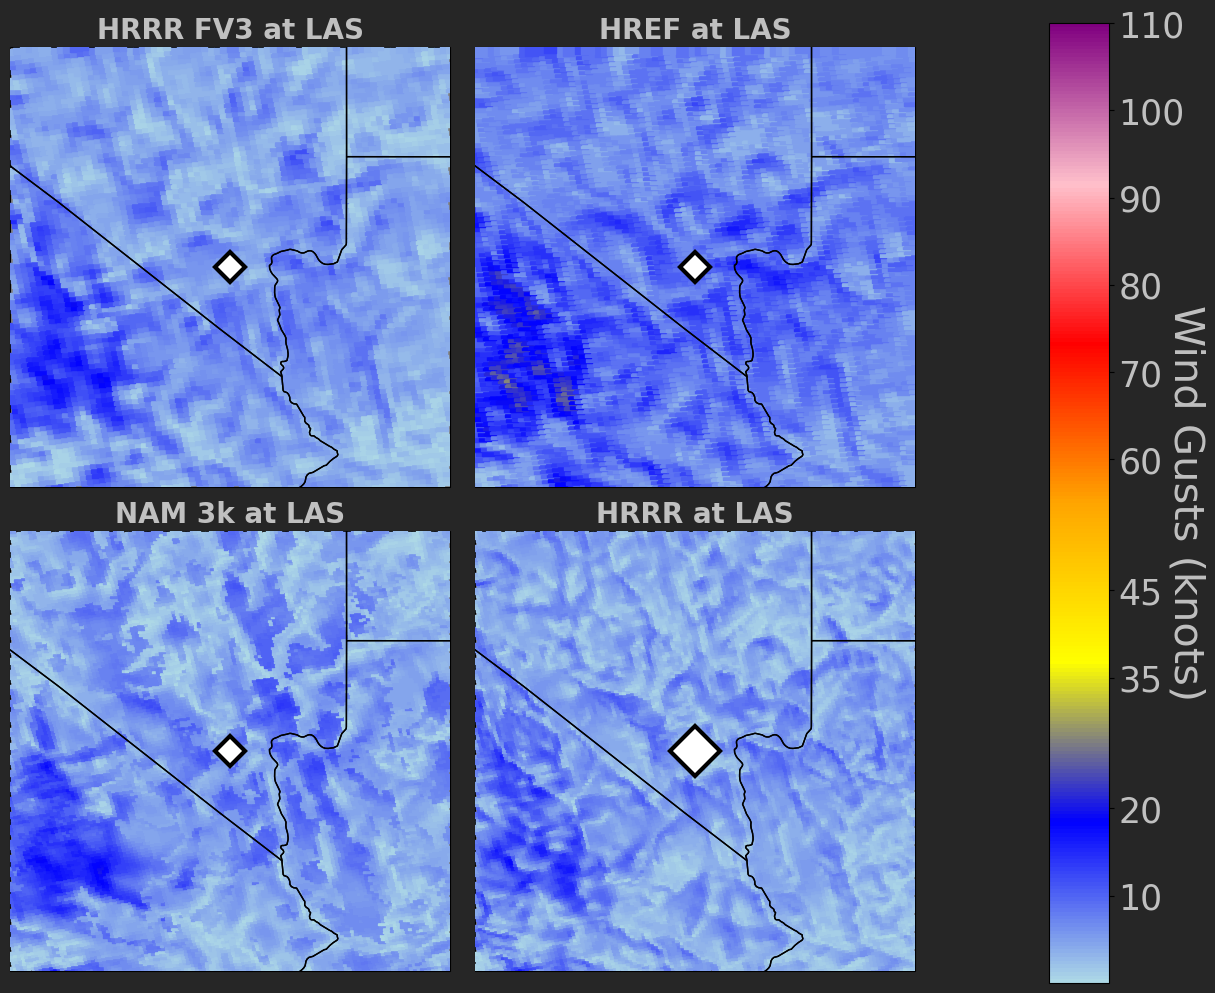 HRRR FV3 at LAS
HREF at LAS
NAM 3k at LAS
HRRR at LAS
110
100
90
80
70
60
45
35
20
10
Wind Gusts (knots)